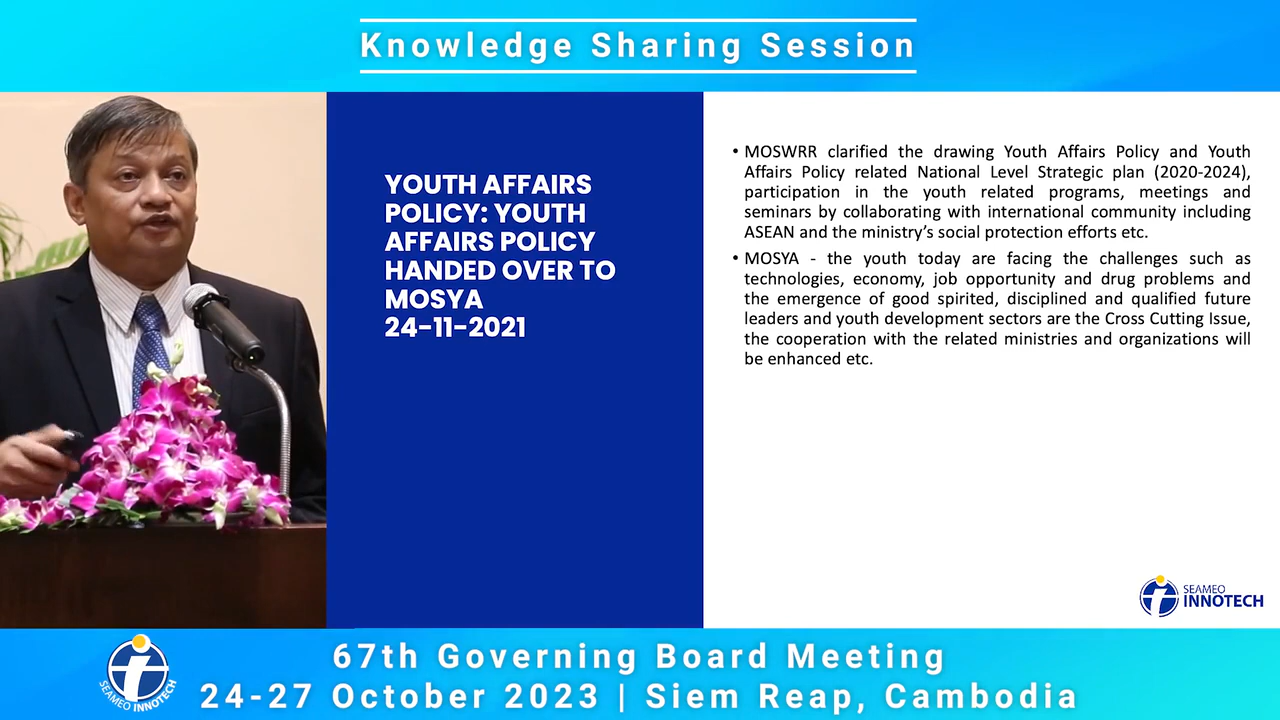 Knowledge Sharing Session
YOUTH AFFAIRS
POLICY: YOUTH
AFFAIRS POLICY
HANDED OVER TO
MOSYA
24-11-2021
• MOSWRR clarified the drawing Youth Affairs Policy and Youth
Affairs Policy related National Level Strategic plan (2020-2024),
participation in the youth related programs, meetings and
seminars by collaborating with international community including
ASEAN and the ministry’s social protection efforts etc.
• MOSYA - the youth today are facing the challenges such as
technologies, economy, job opportunity and drug problems and
the emergence of good spirited, disciplined and qualified future
leaders and youth development sectors are the Cross Cutting Issue,
the cooperation with the related ministries and organizations will
be enhanced etc.
SEAMEO
INNOTECH
SEAMEO INNOTECH
67th Governing Board Meeting
24-27 October 2023 | Siem Reap, Cambodia